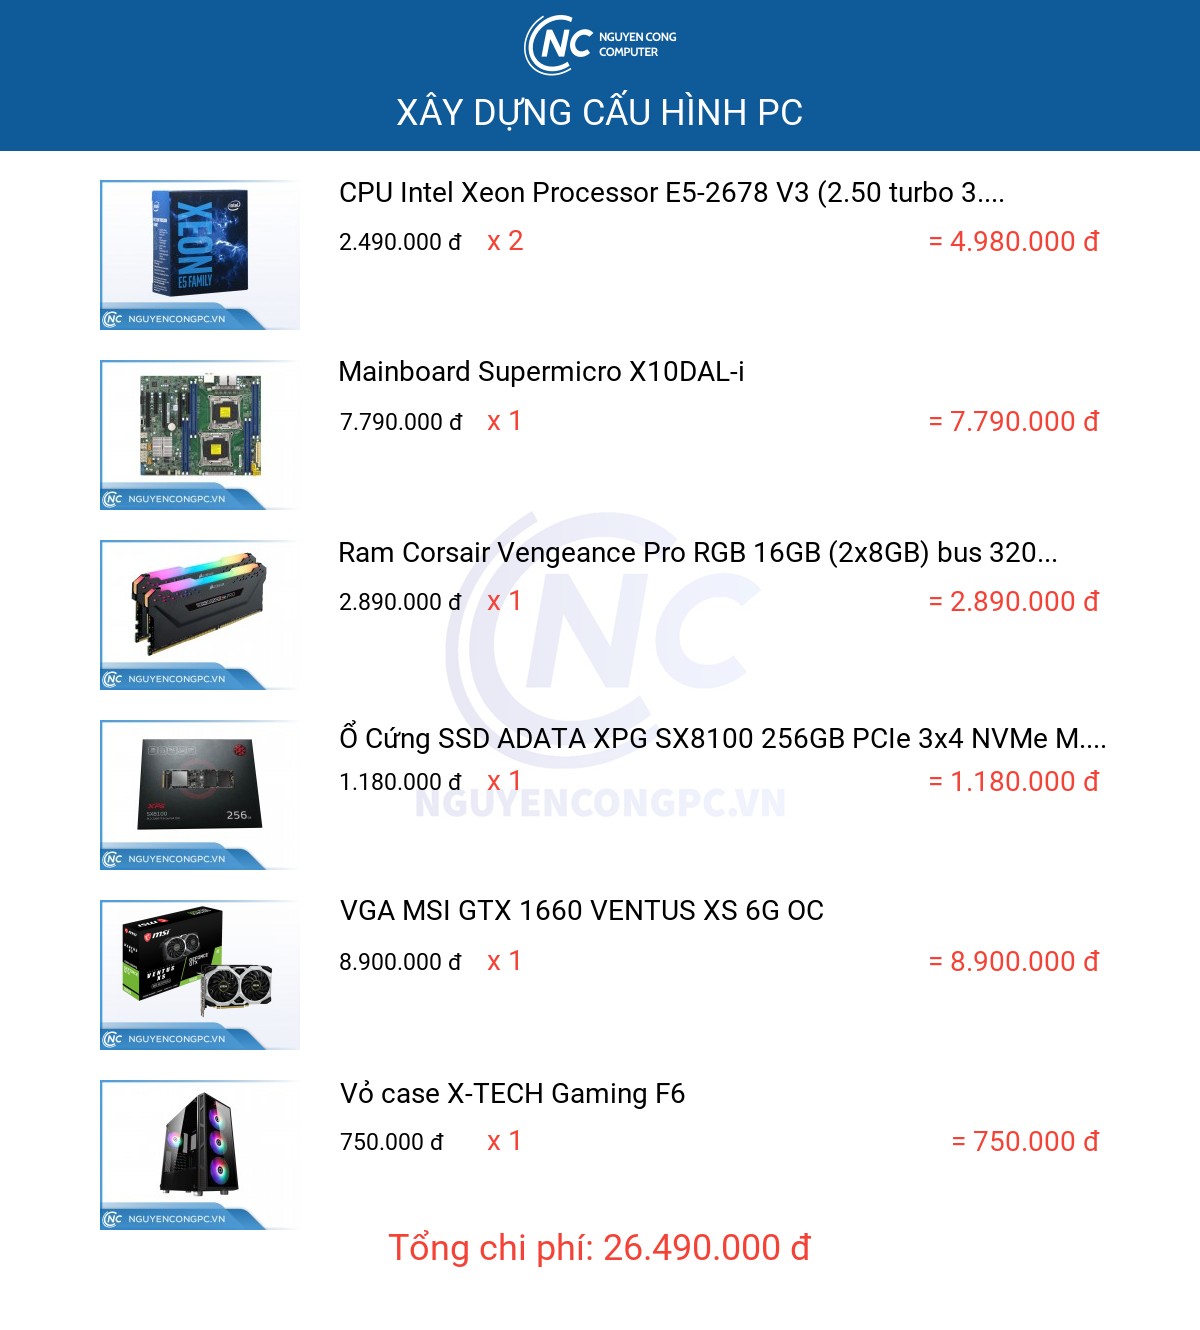 NC NGUYEN CONG
COMPUTER
XÂY DỰNG CẤU HÌNH PC
CPU Intel Xeon Processor E5-2678 V3 (2.50 turbo 3....
2.490.000 đ x 2 = 4.980.000 đ
XEON
E5 FAMILY
NC NGUYENCONGPC.VN
Mainboard Supermicro X10DAL-i
7.790.000 đ x 1 = 7.790.000 đ
NC NGUYENCONGPC.VN
Ram Corsair Vengeance Pro RGB 16GB (2x8GB) bus 320...
2.890.000 đ x 1 = 2.890.000 đ
NC NGUYENCONGPC.VN
NC
Ổ Cứng SSD ADATA XPG SX8100 256GB PCIe 3x4 NVMe M....
1.180.000 đ x 1 = 1.180.000 đ
NGUYENCONGPC.VN
XPG
SX8100
256
NC NGUYENCONGPC.VN
VGA MSI GTX 1660 VENTUS XS 6G OC
8.900.000 đ x 1 = 8.900.000 đ
msi
msi
VENTUS
XS
GEFORCE
GTX
NC NGUYENCONGPC.VN
Vỏ case X-TECH Gaming F6
750.000 đ x 1 = 750.000 đ
NC NGUYENCONGPC.VN
Tổng chi phí: 26.490.000 đ